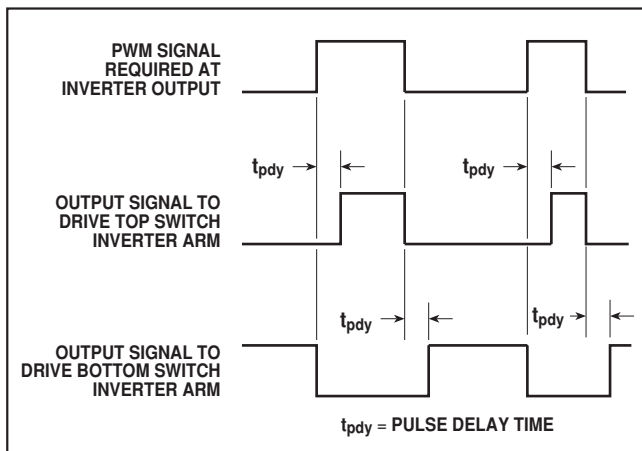 PWM SIGNAL
REQUIRED AT
INVERTER OUTPUT
tpdy
tpdy
OUTPUT SIGNAL TO
DRIVE TOP SWITCH
INVERTER ARM
tpdy
tpdy
OUTPUT SIGNAL TO
DRIVE BOTTOM SWITCH
INVERTER ARM
tpdy = PULSE DELAY TIME